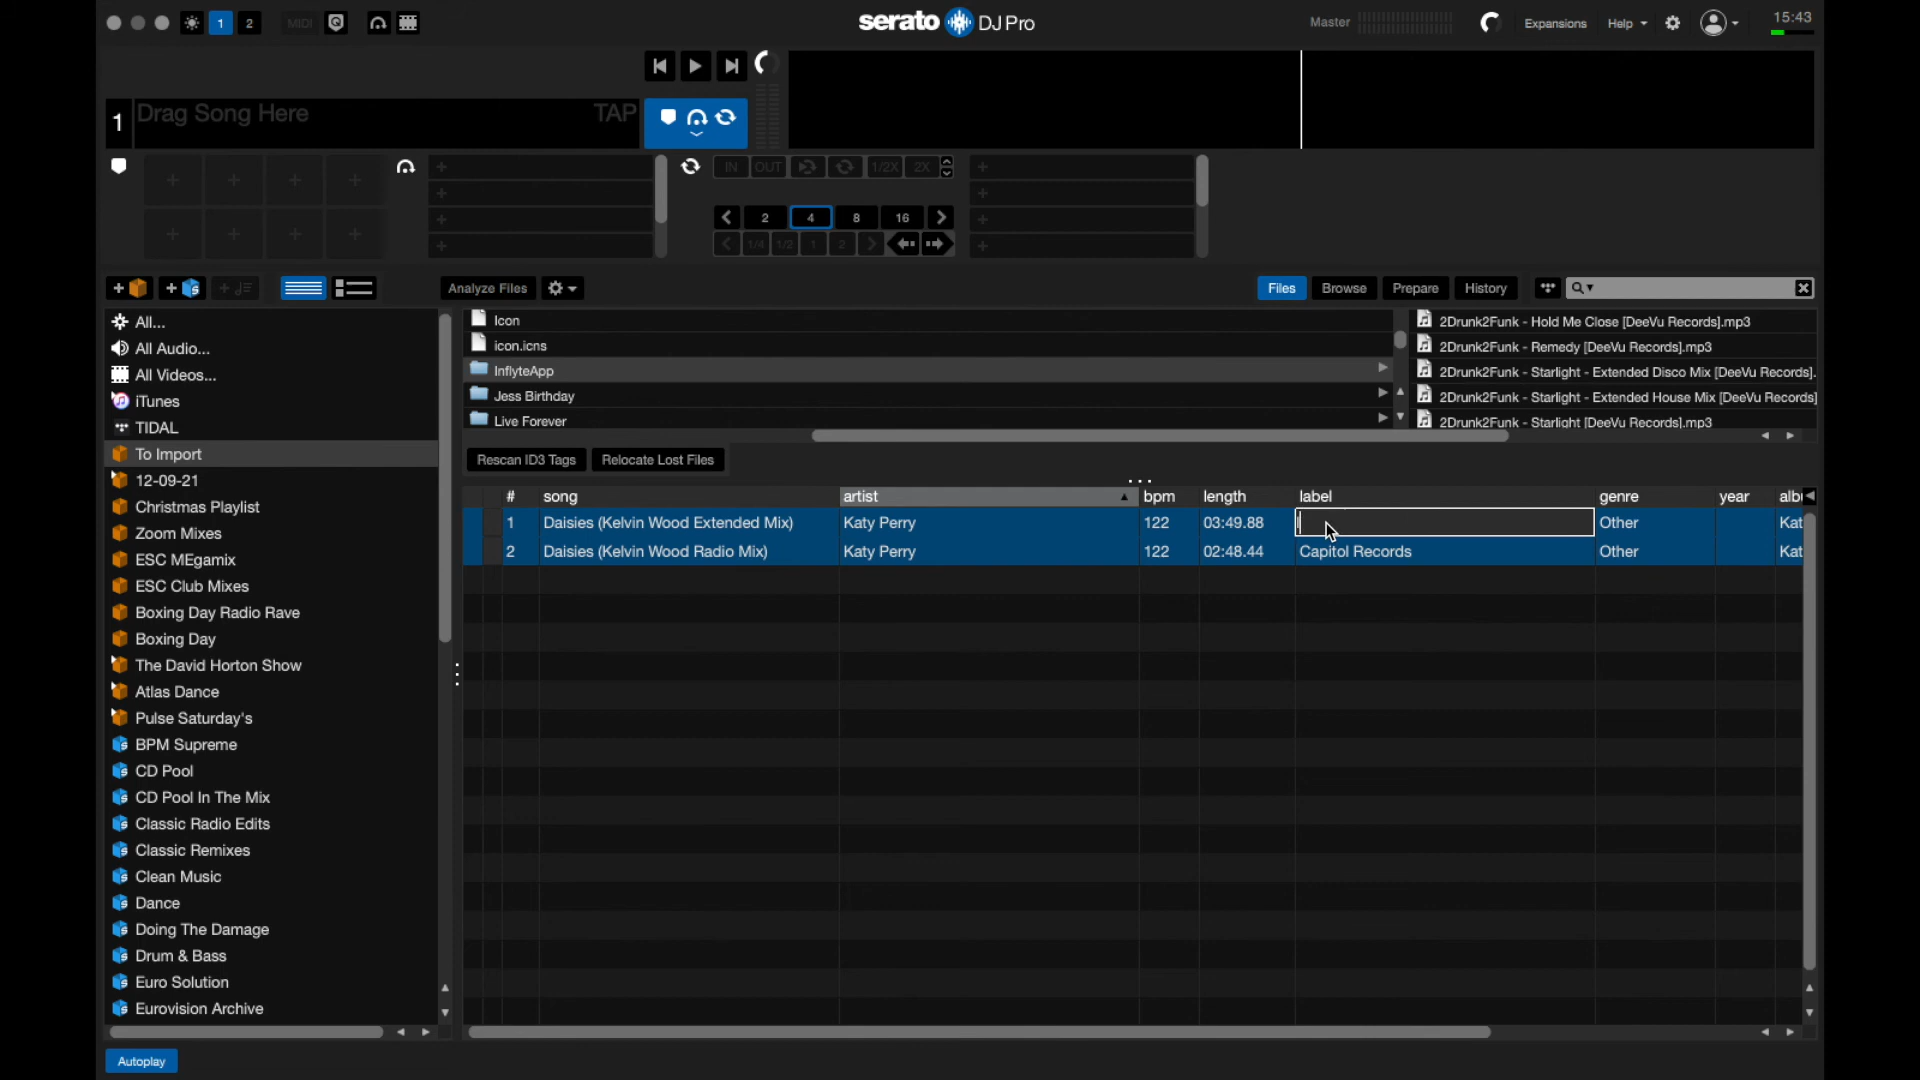 1 2 MIDI serato DJ Pro Master Expansions Help 15:43
1 Drag Song Here TAP
IN OUT 1/2X 2X
2 4 8 16
1/4 1/2 1 2
Analyze Files Files Browse Prepare History
All...
All Audio...
All Videos...
iTunes
TIDAL
To Import
12-09-21
Christmas Playlist
Zoom Mixes
ESC MEgamix
ESC Club Mixes
Boxing Day Radio Rave
Boxing Day
The David Horton Show
Atlas Dance
Pulse Saturday's
BPM Supreme
CD Pool
CD Pool In The Mix
Classic Radio Edits
Classic Remixes
Clean Music
Dance
Doing The Damage
Drum & Bass
Euro Solution
Eurovision Archive
Autoplay
Icon
icon.icns
InflyteApp
Jess Birthday
Live Forever
2Drunk2Funk - Hold Me Close [DeeVu Records].mp3
2Drunk2Funk - Remedy [DeeVu Records].mp3
2Drunk2Funk - Starlight - Extended Disco Mix [DeeVu Records].
2Drunk2Funk - Starlight - Extended House Mix [DeeVu Records]
2Drunk2Funk - Starlight [DeeVu Records].mp3
Rescan ID3 Tags Relocate Lost Files
# song artist bpm length label genre year alb
1 Daisies (Kelvin Wood Extended Mix) Katy Perry 122 03:49.88 Other Kat
2 Daisies (Kelvin Wood Radio Mix) Katy Perry 122 02:48.44 Capitol Records Other Kat